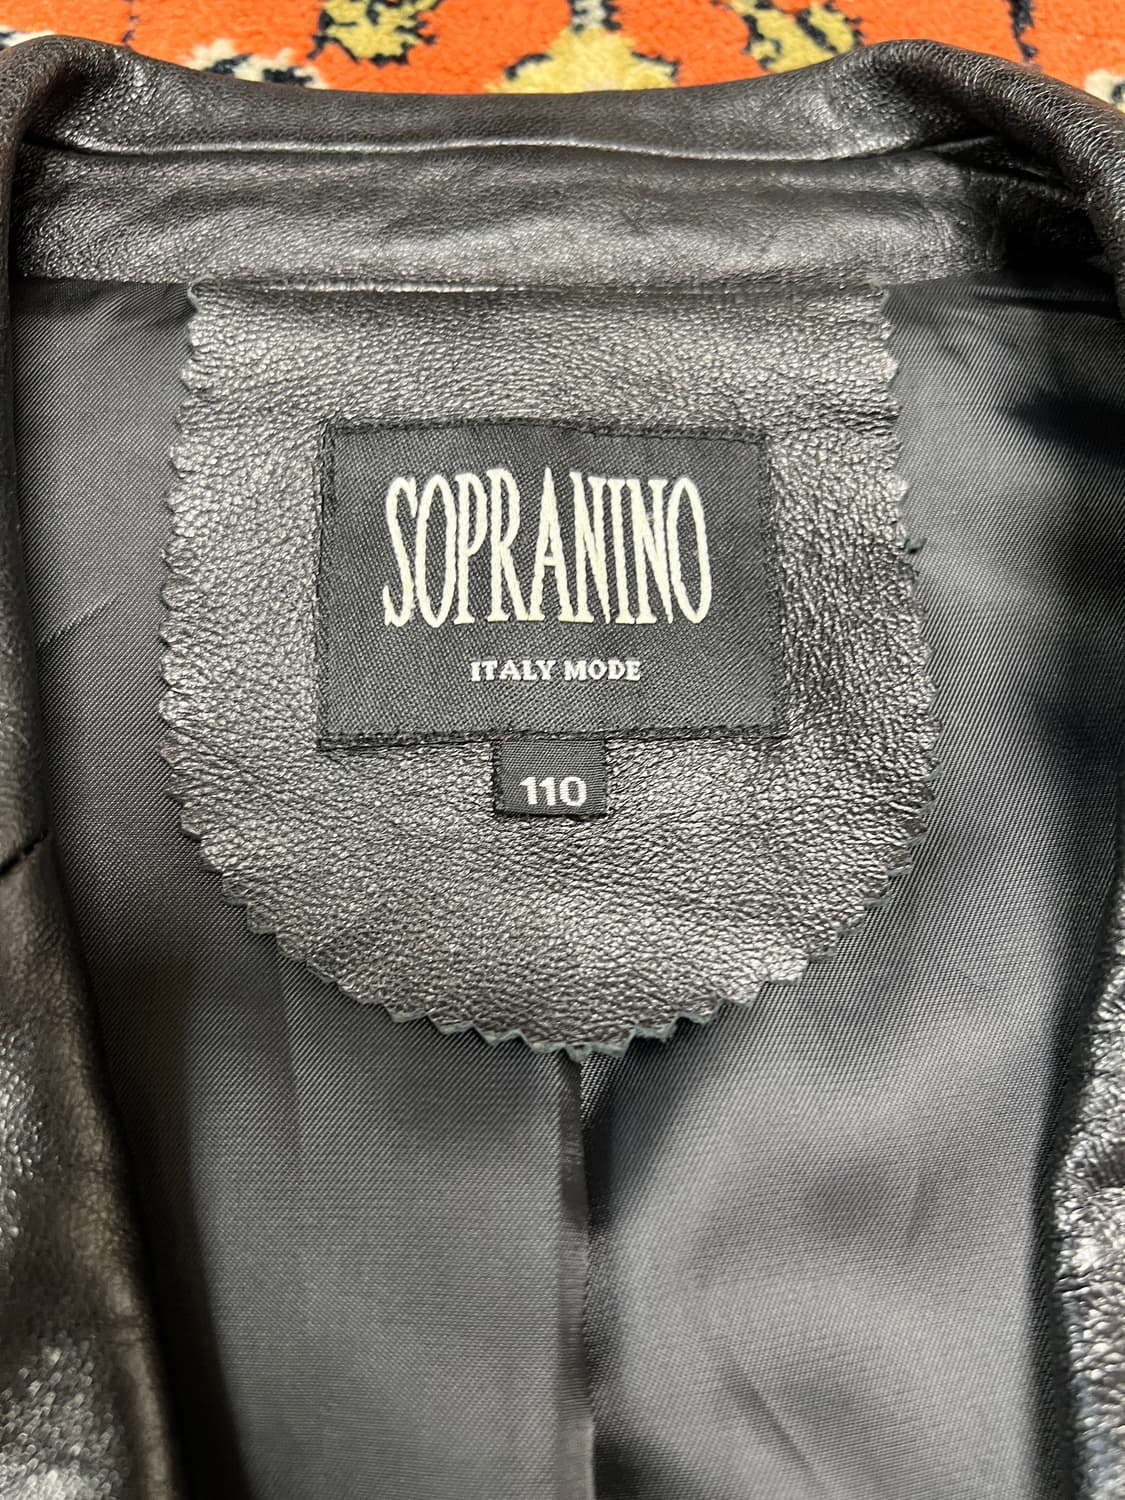 SOPRANINO
ITALY MODE
110